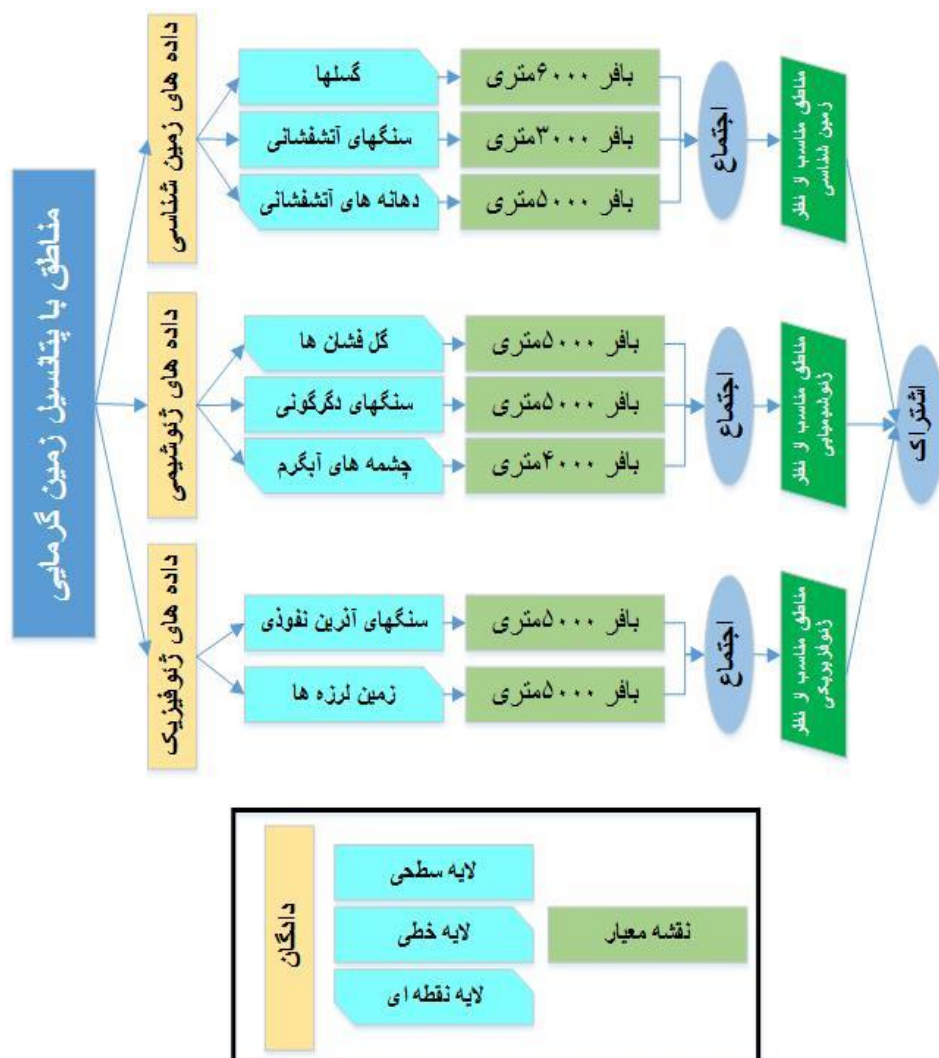 مناطق با پتانسیل زمین گرمایی
داده های زمین شناسی
گسلها
بافر ۶۰۰۰متری
سنگهای آتشفشانی
بافر ۳۰۰۰متری
دهانه های آتشفشانی
بافر ۵۰۰۰متری
اجتماع
مناطق مناسب از نظر
زمین شناسی
داده های ژئوشیمی
گل فشان ها
بافر ۵۰۰۰متری
سنگهای دگرگونی
بافر ۵۰۰۰متری
چشمه های آبگرم
بافر ۴۰۰۰متری
اجتماع
مناطق مناسب از نظر
ژئوشیمیایی
داده های ژئوفیزیک
سنگهای آذرین نفوذی
بافر ۵۰۰۰متری
زمین لرزه ها
بافر ۵۰۰۰متری
اجتماع
مناطق مناسب از نظر
ژئوفیزیکی
اشتراک
دادگان
لایه سطحی
لایه خطی
لایه نقطه ای
نقشه معیار